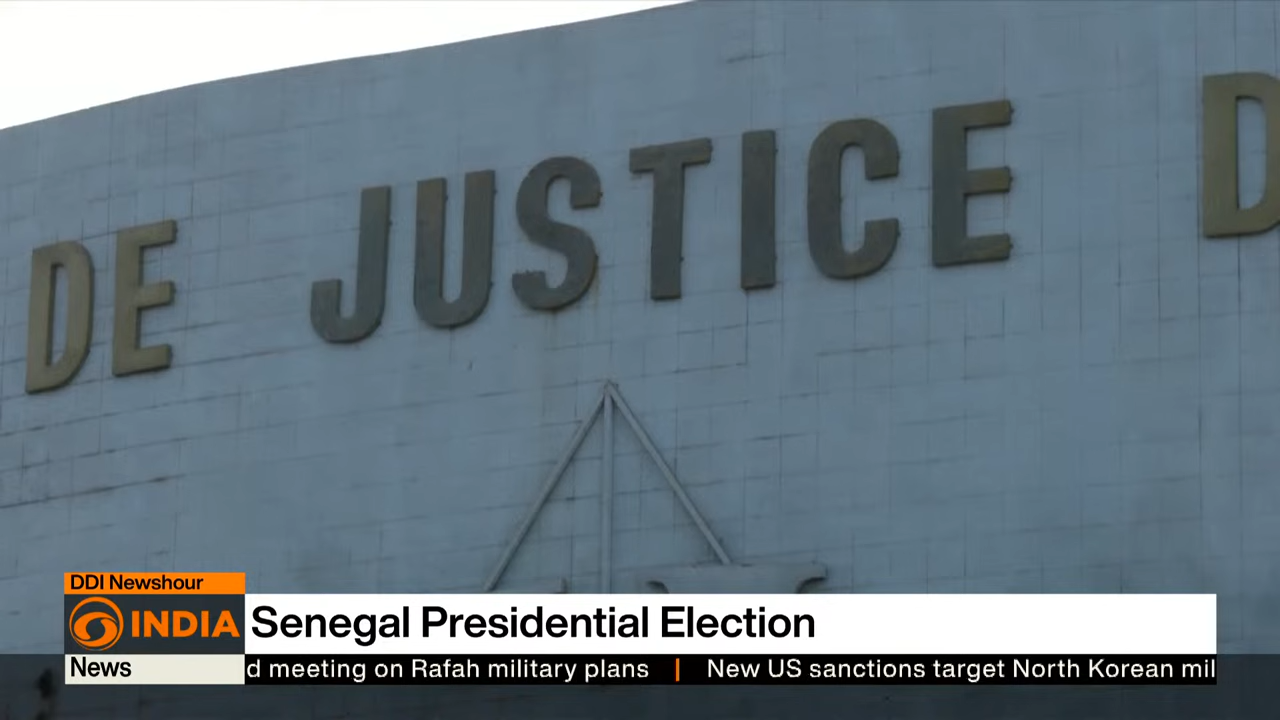 DE JUSTICE D
DDI Newshour
INDIA
Senegal Presidential Election
News
d meeting on Rafah military plans | New US sanctions target North Korean mil